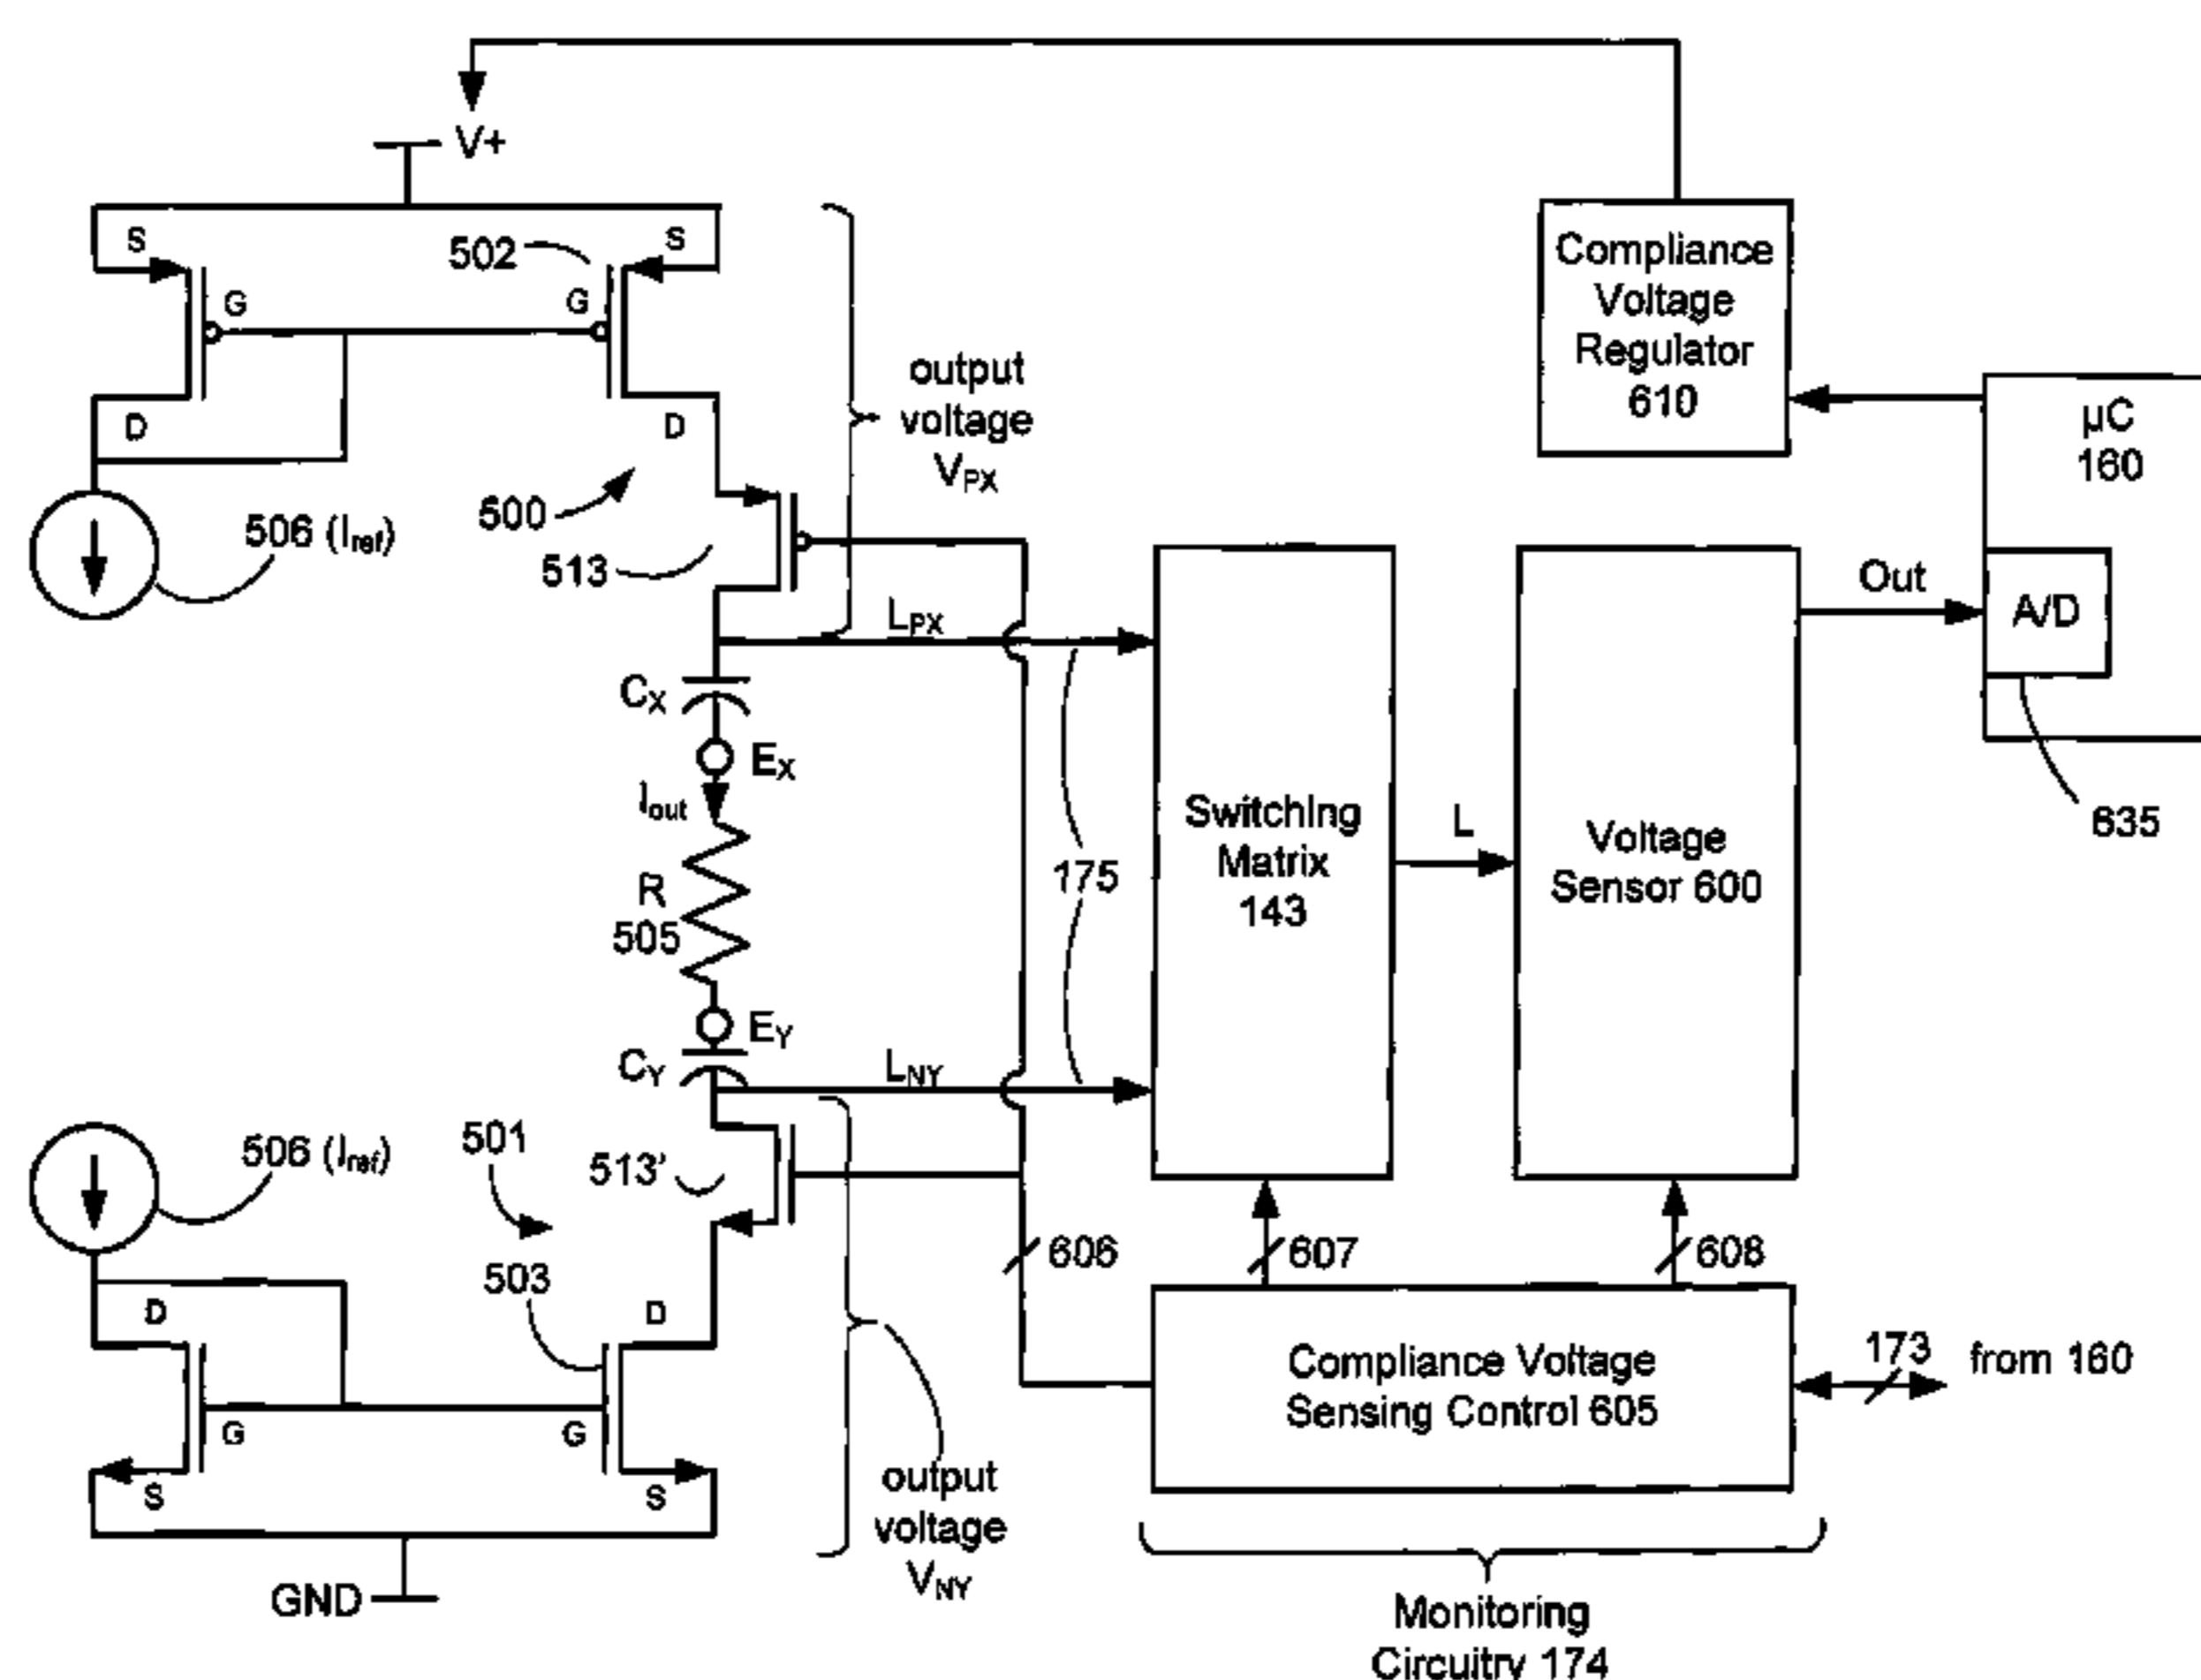 V+
S
502
S
G
G
D
D
506 (Iref)
500
513
output
voltage
VPX
Compliance
Voltage
Regulator
610
µC
160
A/D
Out
635
LPX
CX
EX
Iout
R
505
EY
CY
LNY
175
Switching
Matrix
143
L
Voltage
Sensor 600
506 (Iref)
501
513'
503
D
D
G
G
S
S
GND
output
voltage
VNY
606
607
608
Compliance Voltage
Sensing Control 605
173
from 160
Monitoring
Circuitry 174